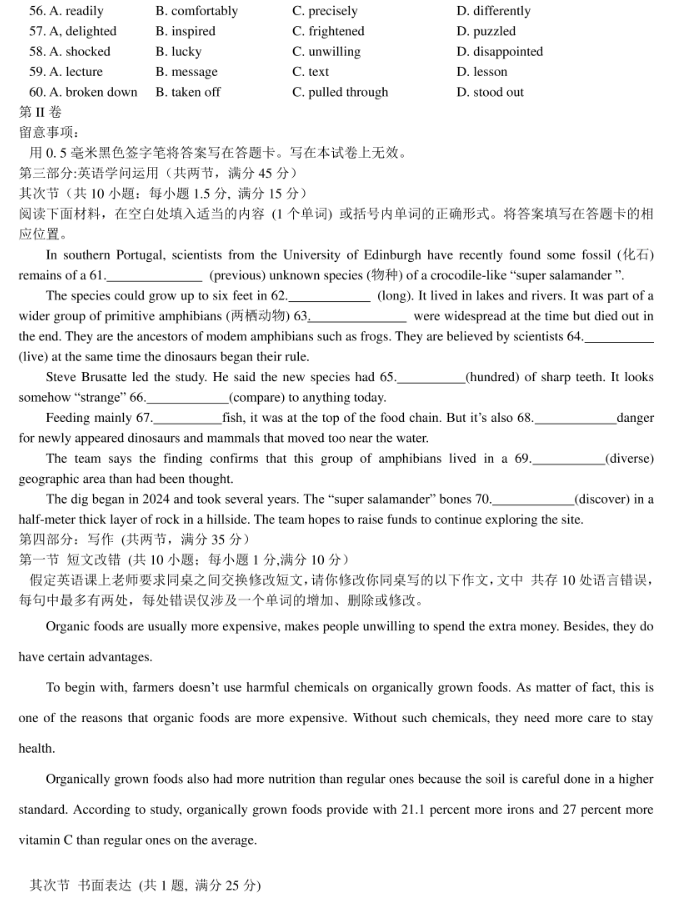 56. A. readily B. comfortably C. precisely D. differently
57. A, delighted B. inspired C. frightened D. puzzled
58. A. shocked B. lucky C. unwilling D. disappointed
59. A. lecture B. message C. text D. lesson
60. A. broken down B. taken off C. pulled through D. stood out
第 II 卷
留意事项：
用 0. 5 毫米黑色签字笔将答案写在答题卡。写在本试卷上无效。
第三部分:英语学问运用（共两节，满分 45 分）
其次节（共 10 小题：每小题 1.5 分, 满分 15 分）
阅读下面材料，在空白处填入适当的内容 (1 个单词) 或括号内单词的正确形式。将答案填写在答题卡的相
应位置。
In southern Portugal, scientists from the University of Edinburgh have recently found some fossil (化石)
remains of a 61.______________ (previous) unknown species (物种) of a crocodile-like “super salamander ”.
The species could grow up to six feet in 62.____________ (long). It lived in lakes and rivers. It was part of a
wider group of primitive amphibians (两栖动物) 63.______________ were widespread at the time but died out in
the end. They are the ancestors of modem amphibians such as frogs. They are believed by scientists 64.__________
(live) at the same time the dinosaurs began their rule.
Steve Brusatte led the study. He said the new species had 65.__________(hundred) of sharp teeth. It looks
somehow “strange” 66.____________(compare) to anything today.
Feeding mainly 67.__________fish, it was at the top of the food chain. But it’s also 68.____________danger
for newly appeared dinosaurs and mammals that moved too near the water.
The team says the finding confirms that this group of amphibians lived in a 69.__________(diverse)
geographic area than had been thought.
The dig began in 2024 and took several years. The “super salamander” bones 70.____________(discover) in a
half-meter thick layer of rock in a hillside. The team hopes to raise funds to continue exploring the site.
第四部分：写作 (共两节，满分 35 分）
第一节 短文改错 (共 10 小题；每小题 1 分,满分 10 分）
假定英语课上老师要求同桌之间交换修改短文,请你修改你同桌写的以下作文,文中 共存 10 处语言错误，
每句中最多有两处，每处错误仅涉及一个单词的增加、删除或修改。
Organic foods are usually more expensive, makes people unwilling to spend the extra money. Besides, they do
have certain advantages.
To begin with, farmers doesn’t use harmful chemicals on organically grown foods. As matter of fact, this is
one of the reasons that organic foods are more expensive. Without such chemicals, they need more care to stay
health.
Organically grown foods also had more nutrition than regular ones because the soil is careful done in a higher
standard. According to study, organically grown foods provide with 21.1 percent more irons and 27 percent more
vitamin C than regular ones on the average.
其次节 书面表达 (共 1 题, 满分 25 分)